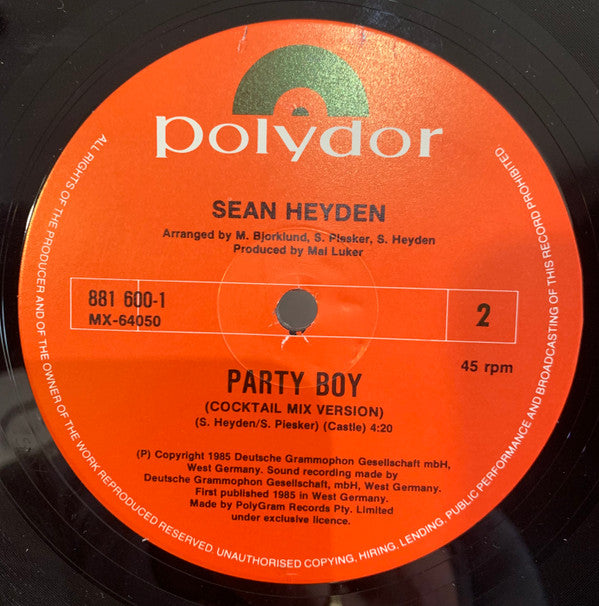 polydor
SEAN HEYDEN
Arranged by M. Bjorklund, S. Piesker, S. Heyden
Produced by Mal Luker
881 600-1
MX-64050
2
45 rpm
PARTY BOY
(COCKTAIL MIX VERSION)
(S. Heyden/S. Piesker) (Castle) 4:20
(P) Copyright 1985 Deutsche Grammophon Gesellschaft mbH,
West Germany. Sound recording made by
Deutsche Grammophon Gesellschaft, mbH, West Germany.
First published 1985 in West Germany.
Made by PolyGram Records Pty. Limited
under exclusive licence.
ALL RIGHTS OF THE PRODUCER AND OF THE OWNER OF THE WORK REPRODUCED RESERVED. UNAUTHORISED COPYING, HIRING, LENDING, PUBLIC PERFORMANCE AND BROADCASTING OF THIS RECORD PROHIBITED